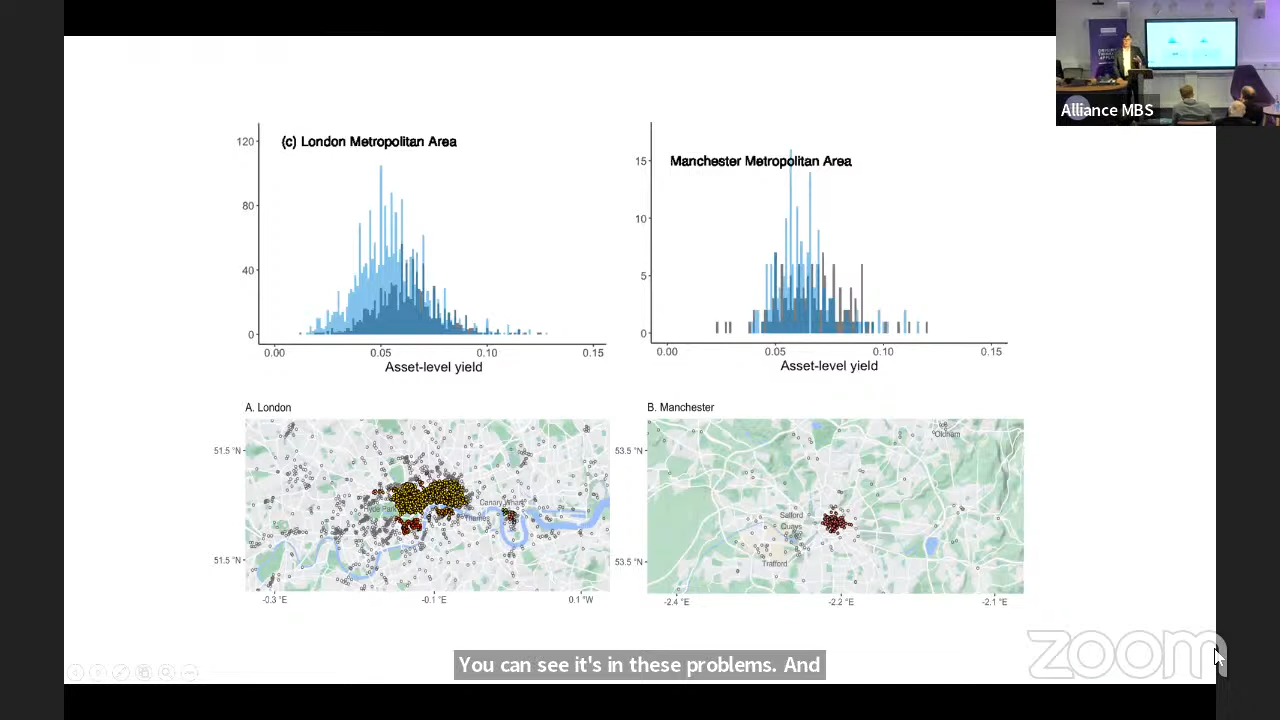 (c) London Metropolitan Area
120
80
40
0
0.00 0.05 0.10 0.15
Asset-level yield
Manchester Metropolitan Area
15
10
5
0
0.00 0.05 0.10 0.15
Asset-level yield
Alliance MBS
A. London
51.5 °N
51.5 °N
Hyde Park
Canary Wharf
Thames
-0.3 °E -0.1 °E 0.1°W
B. Manchester
53.5 °N
53.5 °N
Oldham
Salford
Quays
Trafford
-2.4 °E -2.2 °E -2.1 °E
You can see it's in these problems. And
zoom